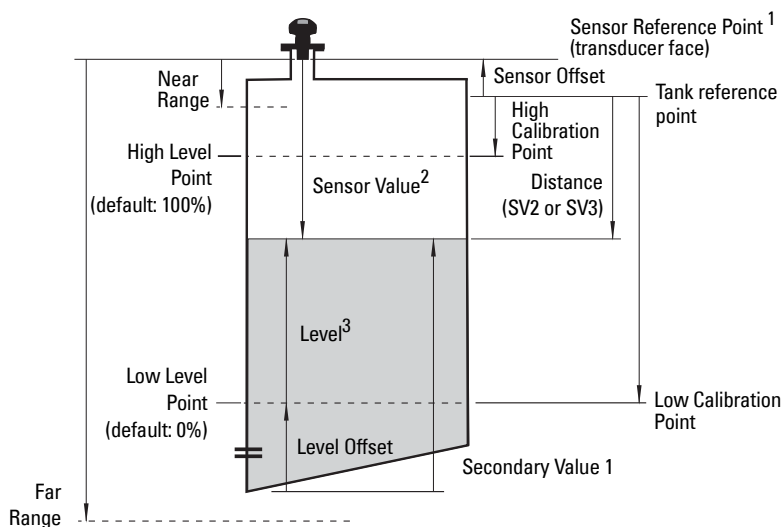 Sensor Reference Point¹
(transducer face)
Sensor Offset
Near
Range
Tank reference
point
High
Calibration
Point
High Level
Point
(default: 100%)
Sensor Value²
Distance
(SV2 or SV3)
Level³
Low Level
Point
(default: 0%)
Low Calibration
Point
Level Offset
Secondary Value 1
Far
Range